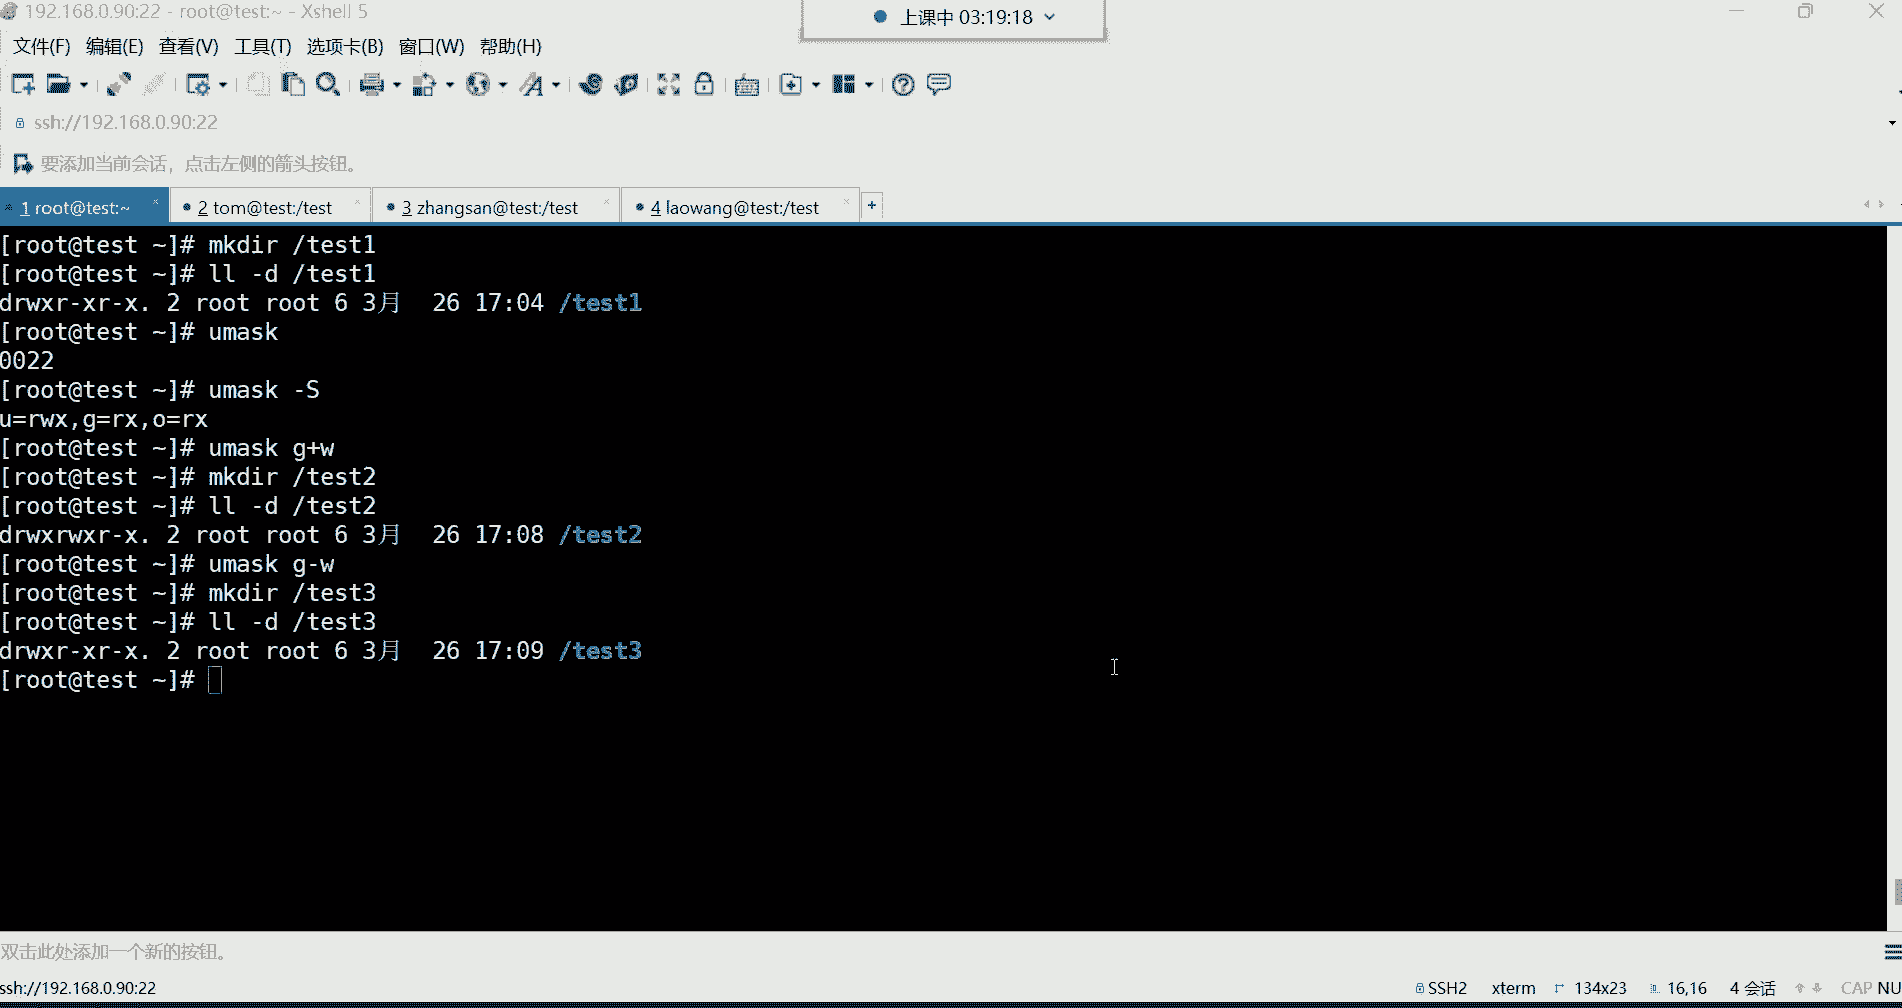 192.168.0.90:22 - root@test:~ - Xshell 5
上课中 03:19:18
文件(F) 编辑(E) 查看(V) 工具(T) 选项卡(B) 窗口(W) 帮助(H)
ssh://192.168.0.90:22
要添加当前会话，点击左侧的箭头按钮。
1 root@test:~ 2 tom@test:/test 3 zhangsan@test:/test 4 laowang@test:/test
[root@test ~]# mkdir /test1
[root@test ~]# ll -d /test1
drwxr-xr-x. 2 root root 6 3月  26 17:04 /test1
[root@test ~]# umask
0022
[root@test ~]# umask -S
u=rwx,g=rx,o=rx
[root@test ~]# umask g+w
[root@test ~]# mkdir /test2
[root@test ~]# ll -d /test2
drwxrwxr-x. 2 root root 6 3月  26 17:08 /test2
[root@test ~]# umask g-w
[root@test ~]# mkdir /test3
[root@test ~]# ll -d /test3
drwxr-xr-x. 2 root root 6 3月  26 17:09 /test3
[root@test ~]#
双击此处添加一个新的按钮。
ssh://192.168.0.90:22 SSH2 xterm 134x23 16,16 4 会话 CAP NU